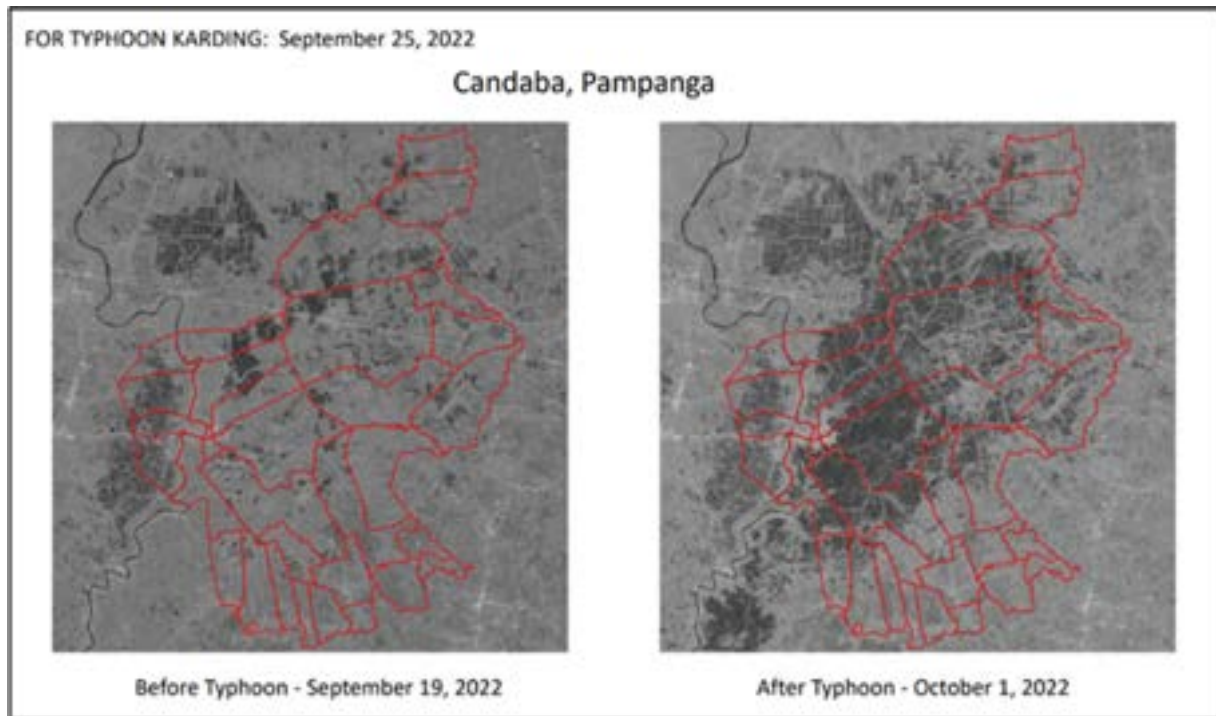 FOR TYPHOON KARDING: September 25, 2022
Candaba, Pampanga
Before Typhoon - September 19, 2022
After Typhoon - October 1, 2022